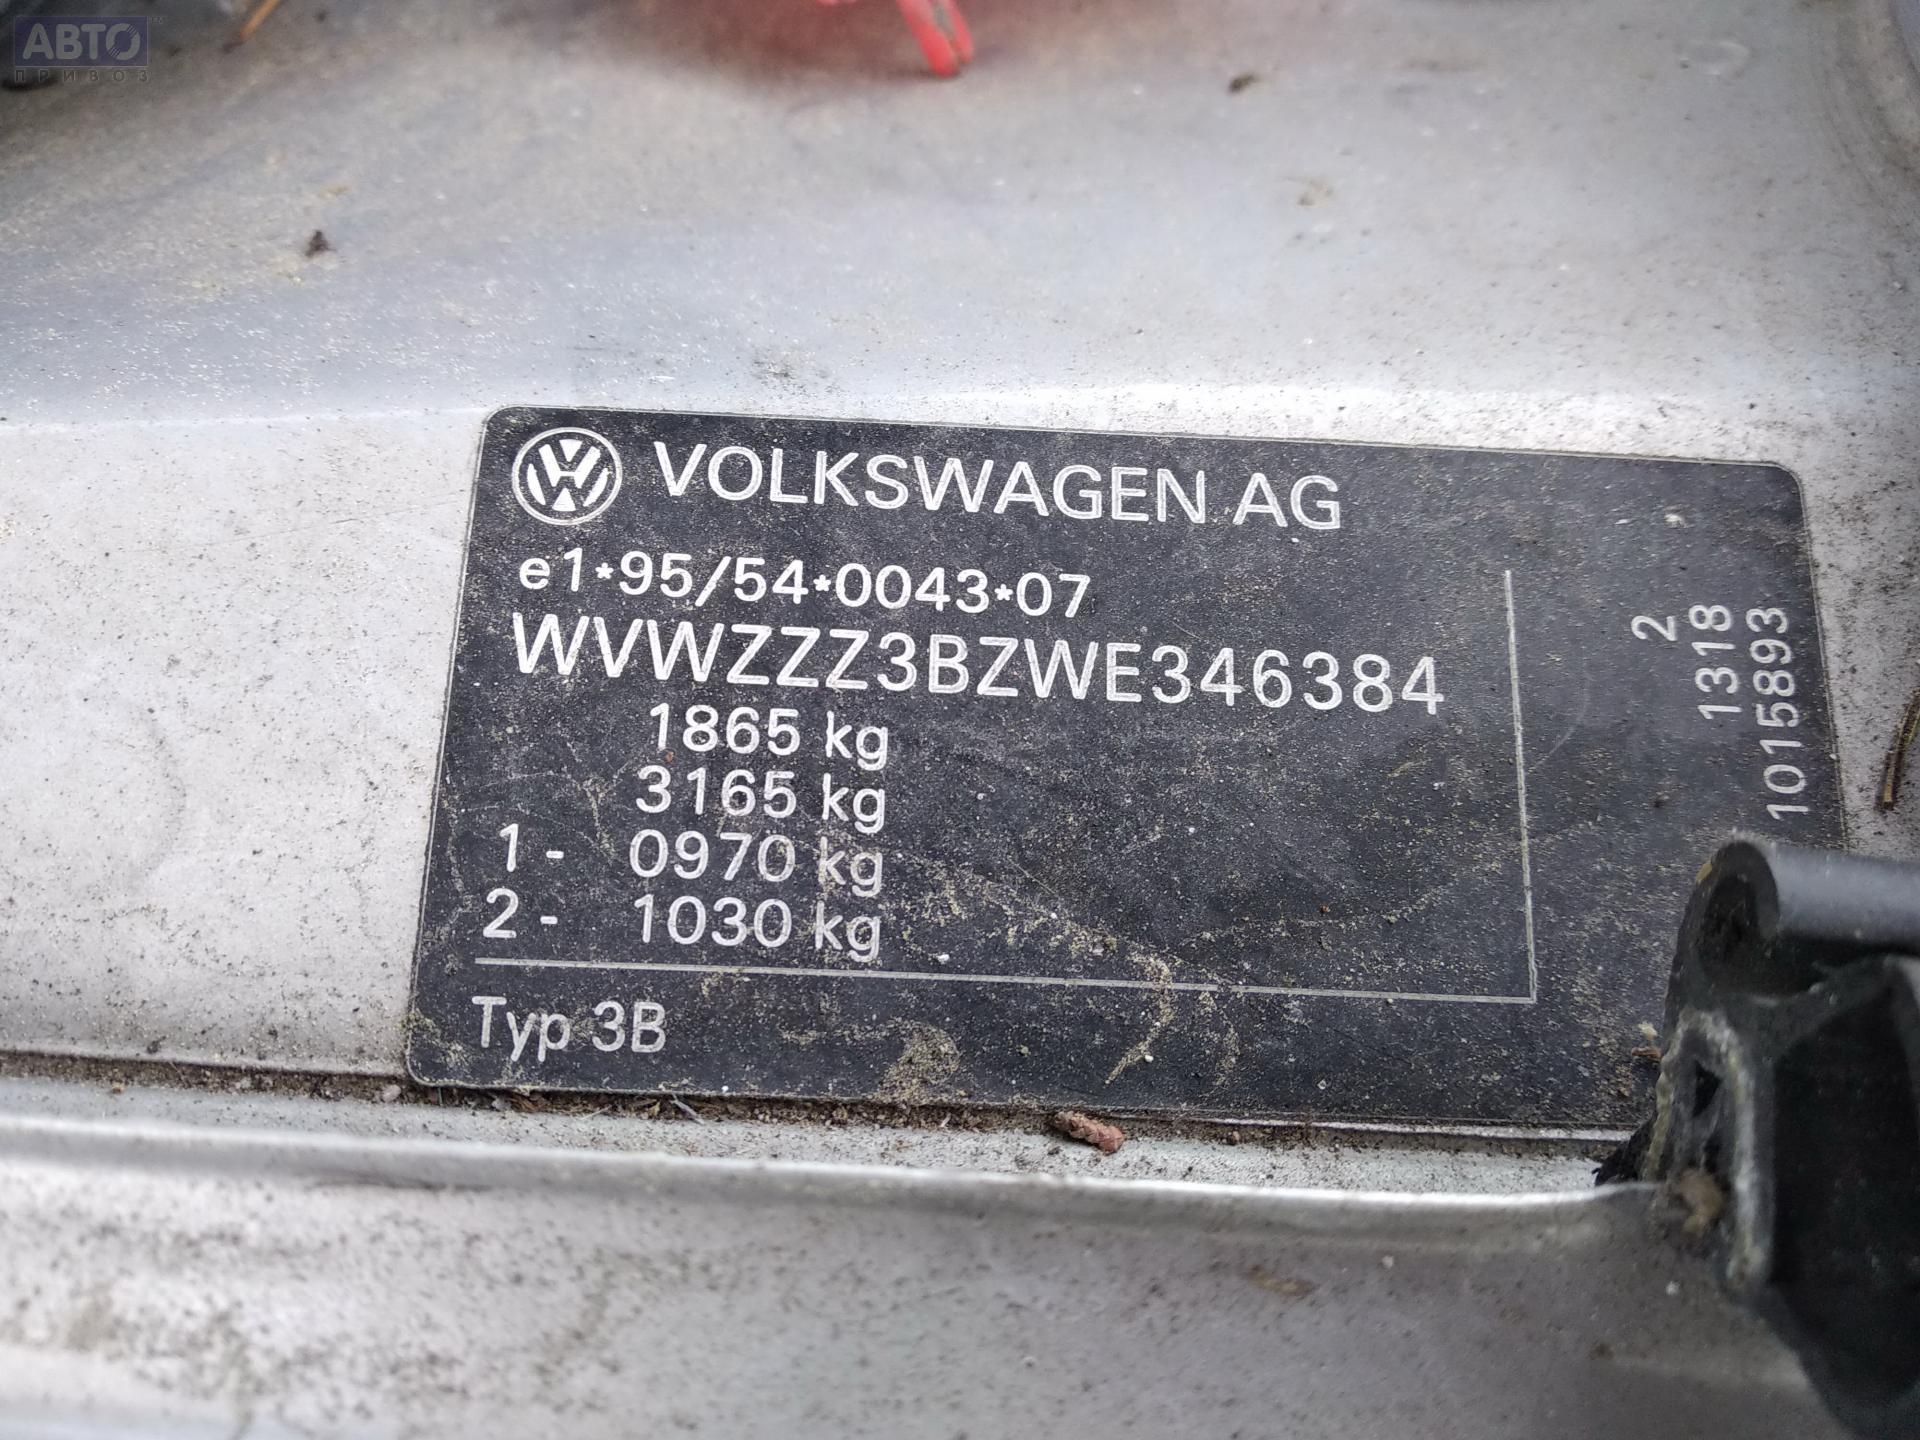 АВТО
ПРИВОЗ
VOLKSWAGEN AG
e1*95/54*0043*07
WVWZZZ3BZWE346384
1865 kg
3165 kg
1- 0970 kg
2- 1030 kg
Typ 3B
2
1318
1015893